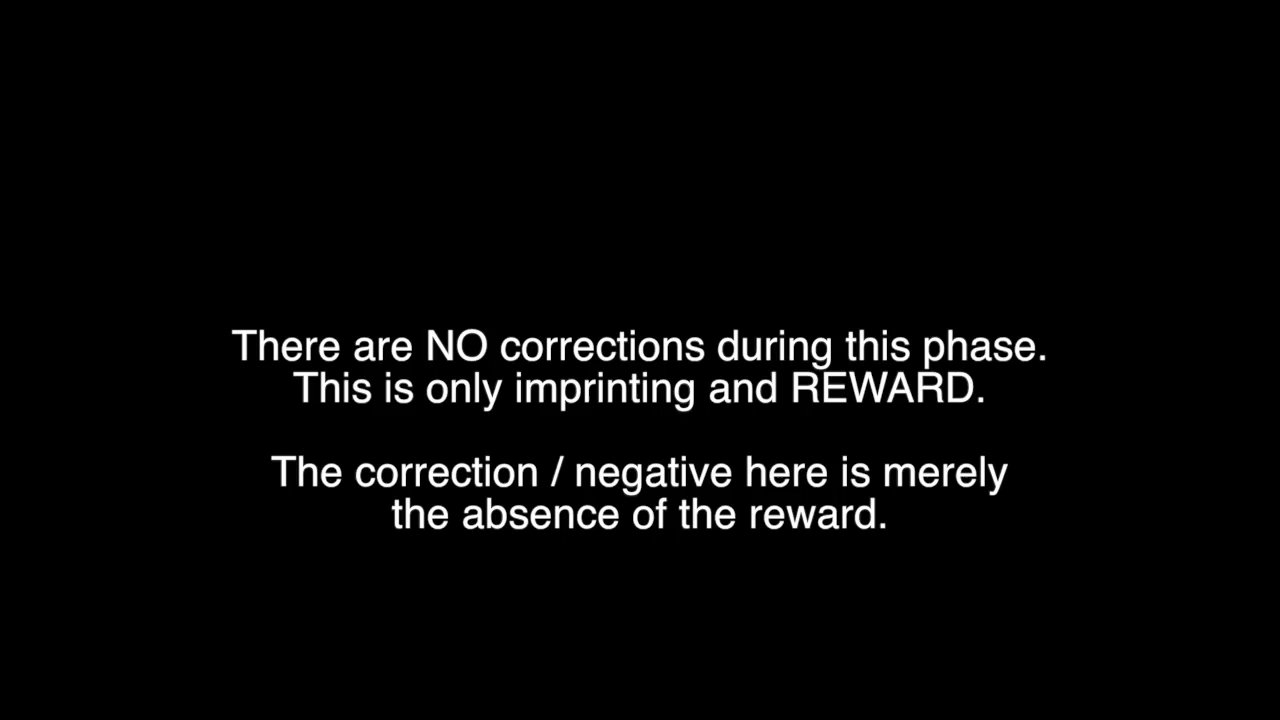 There are NO corrections during this phase.
This is only imprinting and REWARD.
The correction / negative here is merely
the absence of the reward.